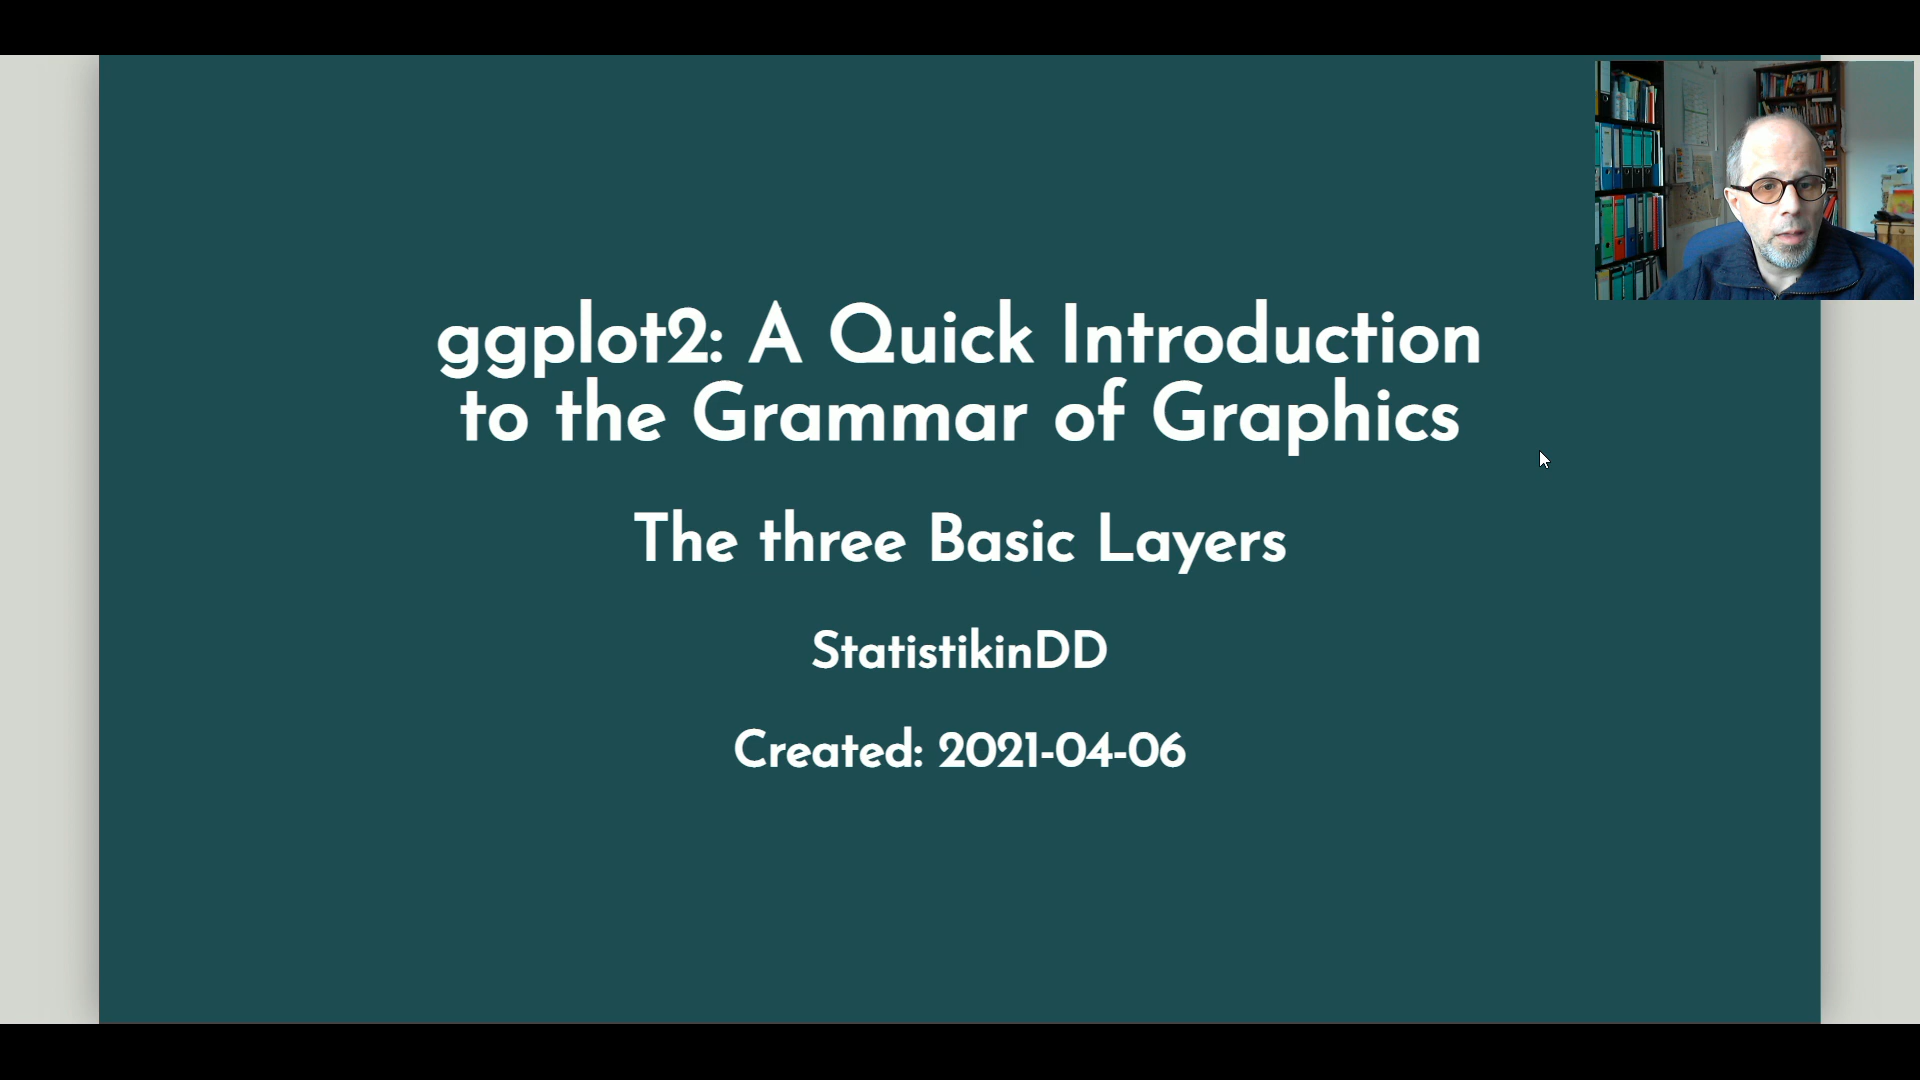 ggplot2: A Quick Introduction
to the Grammar of Graphics
The three Basic Layers
StatistikinDD
Created: 2021-04-06